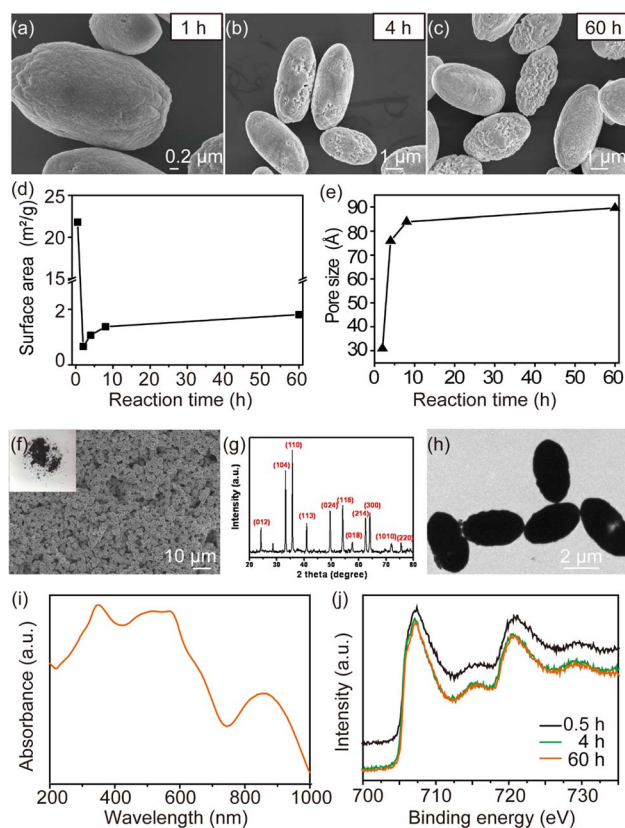 (a) 1 h
0.2 µm
(b) 4 h
1 µm
(c) 60 h
1 µm
(d)
Surface area (m²/g)
25
20
15
2
0
0 10 20 30 40 50 60
Reaction time (h)
(e)
Pore size (Å)
90
80
70
60
50
40
30
0 10 20 30 40 50 60
Reaction time (h)
(f)
10 µm
(g)
Intensity (a.u.)
(012)
(104)
(110)
(113)
(024)
(116)
(018)
(214)
(300)
(1010)
(220)
20 30 40 50 60 70 80
2 theta (degree)
(h)
2 µm
(i)
Absorbance (a.u.)
200 400 600 800 1000
Wavelength (nm)
(j)
Intensity (a.u.)
0.5 h
4 h
60 h
700 710 720 730
Binding energy (eV)